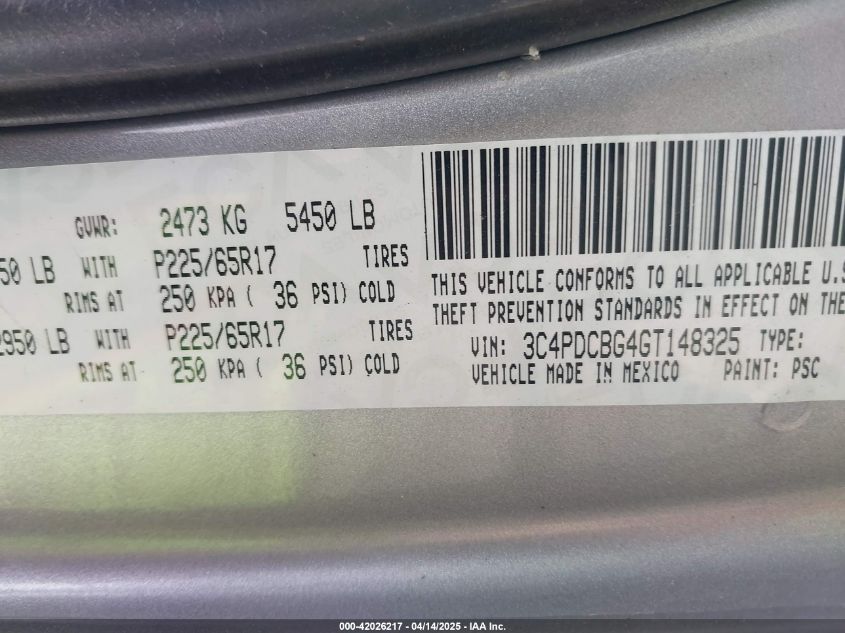 GVWR: 2473 KG 5450 LB
50 LB WITH P225/65R17 TIRES
RIMS AT 250 KPA ( 36 PSI) COLD
2950 LB WITH P225/65R17 TIRES
RIMS AT 250 KPA ( 36 PSI) COLD
THIS VEHICLE CONFORMS TO ALL APPLICABLE U.S
THEFT PREVENTION STANDARDS IN EFFECT ON THE
VIN: 3C4PDCBG4GT148325 TYPE:
VEHICLE MADE IN MEXICO PAINT: PSC
000-42026217 - 04/14/2025 - IAA Inc.